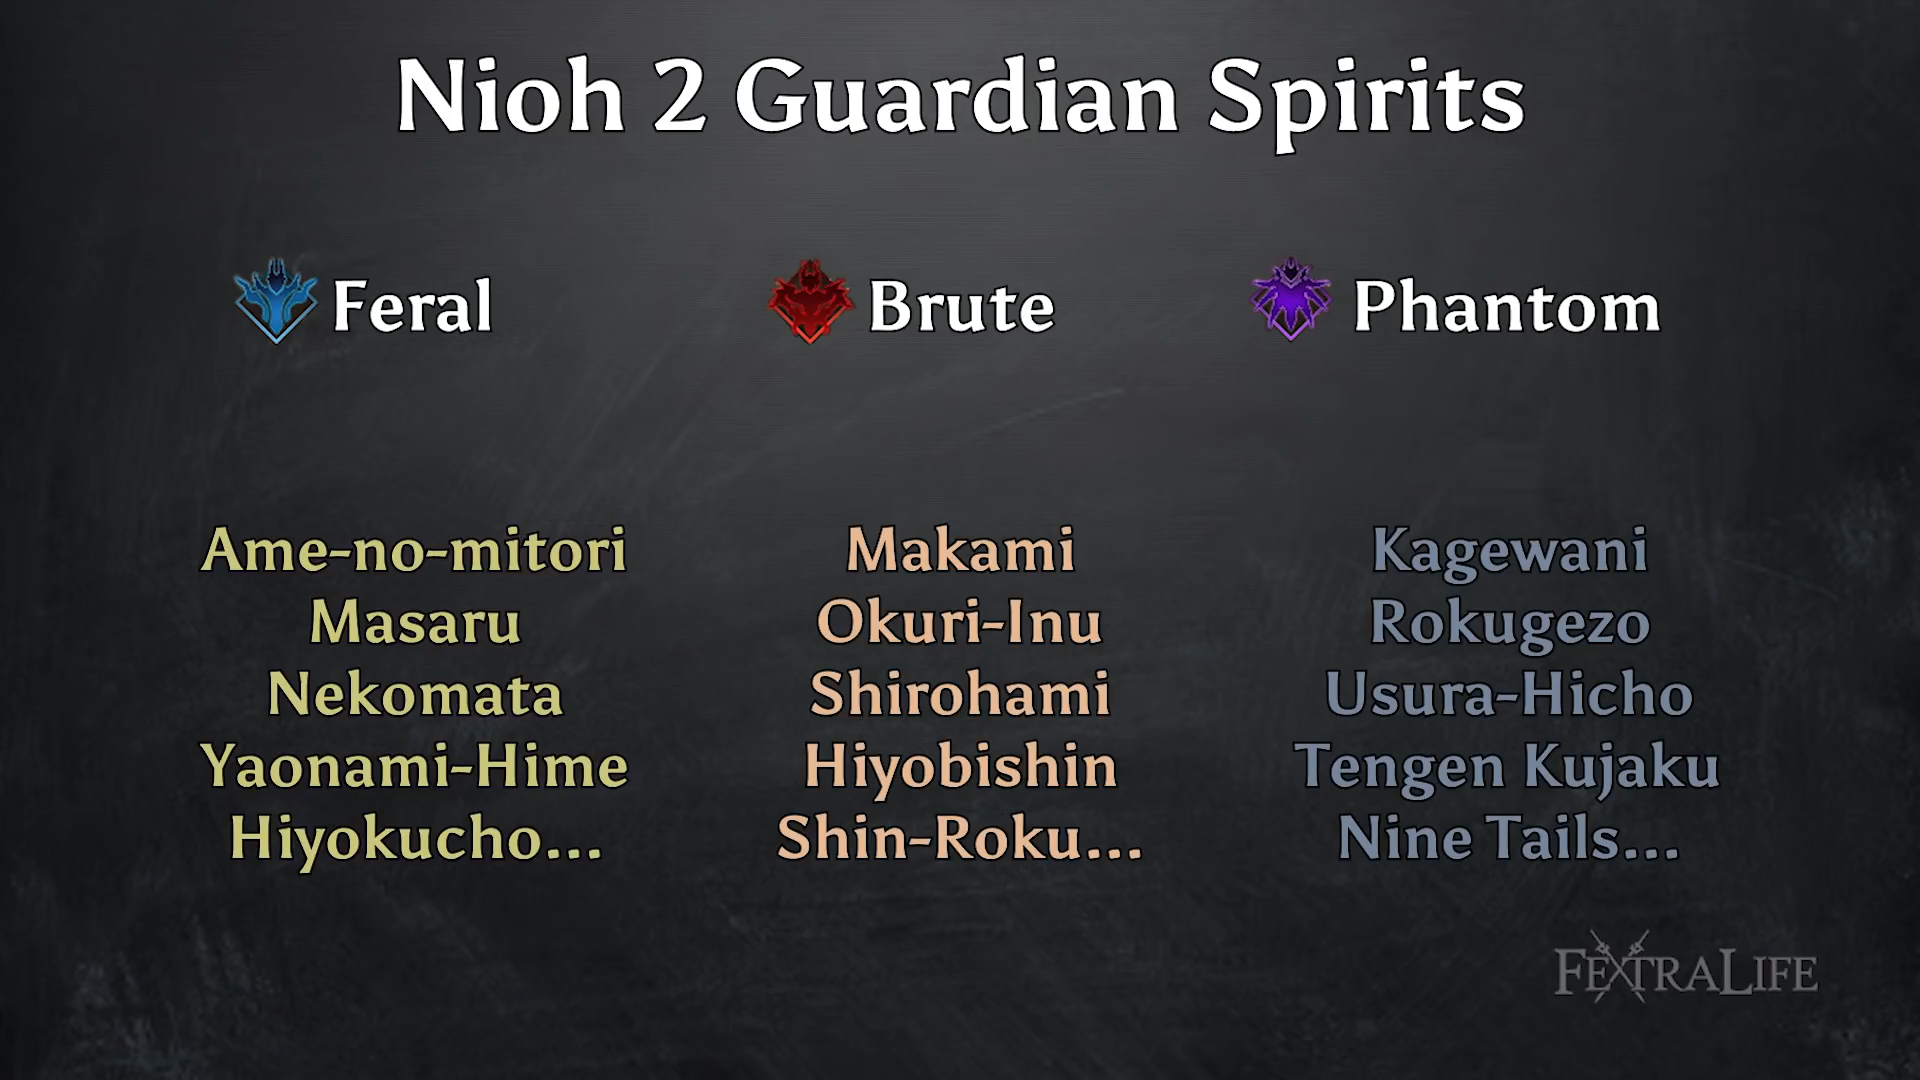 Nioh 2 Guardian Spirits
Feral
Brute
Phantom
Ame-no-mitori
Masaru
Nekomata
Yaonami-Hime
Hiyokucho...
Makami
Okuri-Inu
Shirohami
Hiyobishin
Shin-Roku...
Kagewani
Rokugezo
Usura-Hicho
Tengen Kujaku
Nine Tails...
FEXTRALIFE